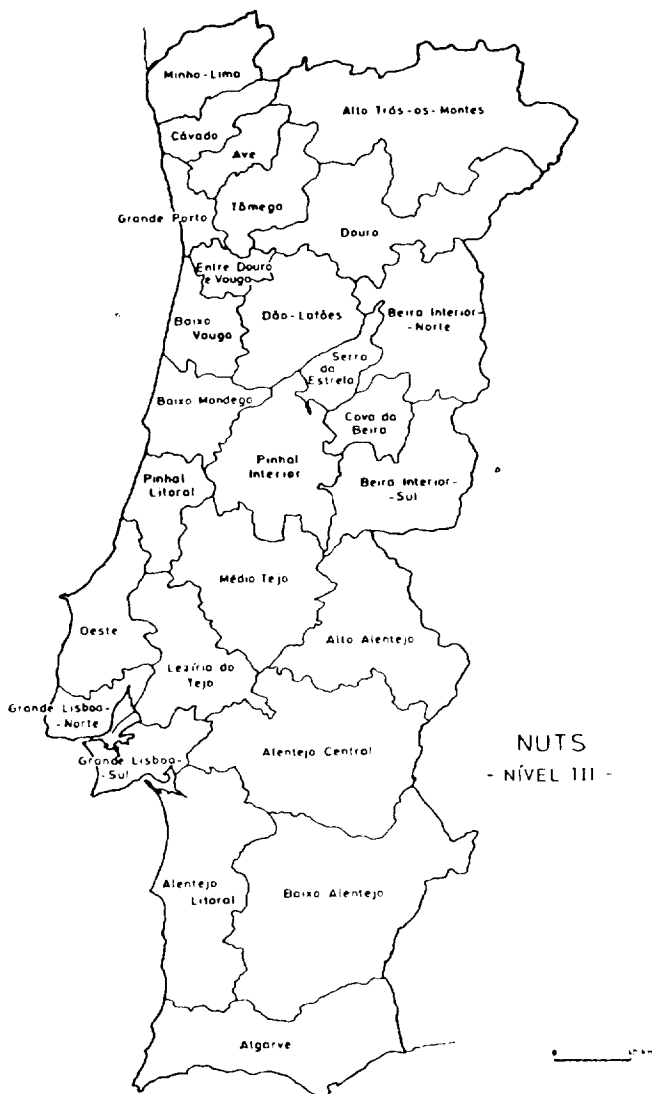 Minho-Lima
Alto Trás-os-Montes
Cávado
Ave
Tâmega
Grande Porto
Douro
Entre Douro
e Vouga
Baixo
Vouga
Dão-Lafões
Beira Interior-
-Norte
Serra
da
Estrela
Baixo Mondego
Cova da
Beira
Pinhal
Interior
Pinhal
Litoral
Beira Interior-
-Sul
Médio Tejo
Oeste
Alto Alentejo
Lezíria do
Tejo
Grande Lisboa-
-Norte
Grande Lisboa-
-Sul
Alentejo Central
NUTS
- NÍVEL III -
Alentejo
Litoral
Baixo Alentejo
Algarve
0
km